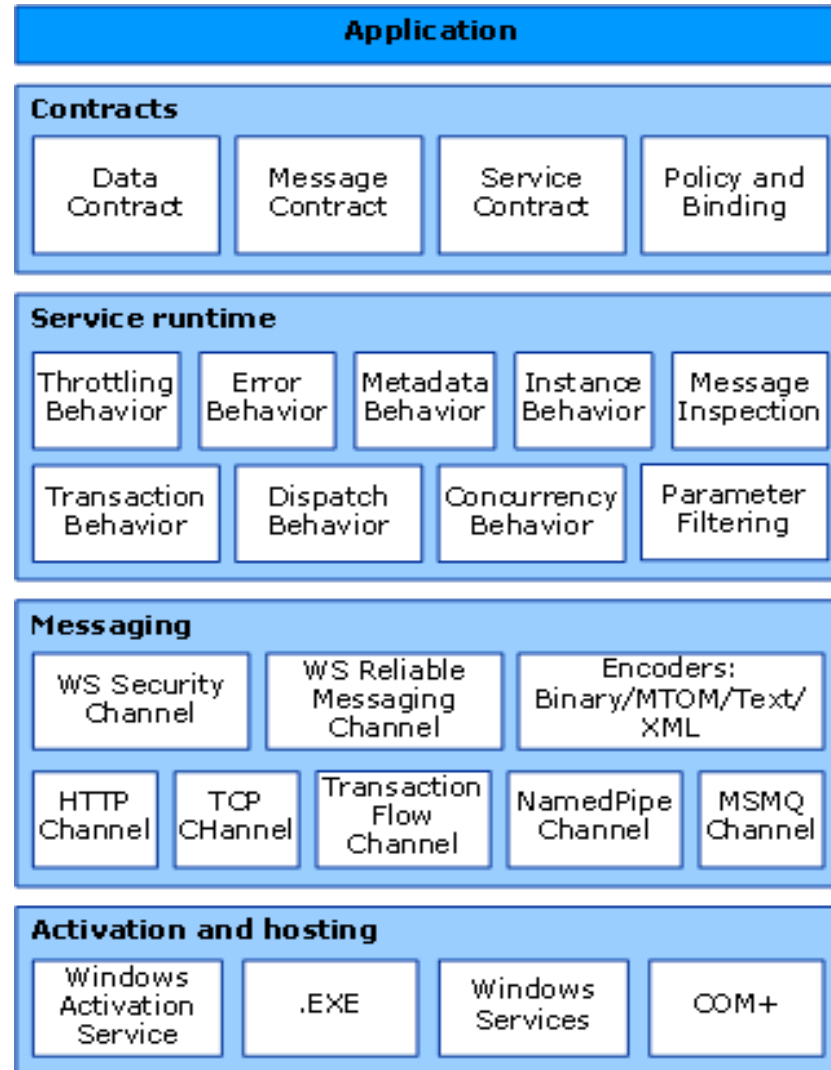 Application
Contracts
Data
Contract
Message
Contract
Service
Contract
Policy and
Binding
Service runtime
Throttling
Behavior
Error
Behavior
Metadata
Behavior
Instance
Behavior
Message
Inspection
Transaction
Behavior
Dispatch
Behavior
Concurrency
Behavior
Parameter
Filtering
Messaging
WS Security
Channel
WS Reliable
Messaging
Channel
Encoders:
Binary/MTOM/Text/
XML
HTTP
Channel
TCP
CHannel
Transaction
Flow
Channel
NamedPipe
Channel
MSMQ
Channel
Activation and hosting
Windows
Activation
Service
.EXE
Windows
Services
COM+